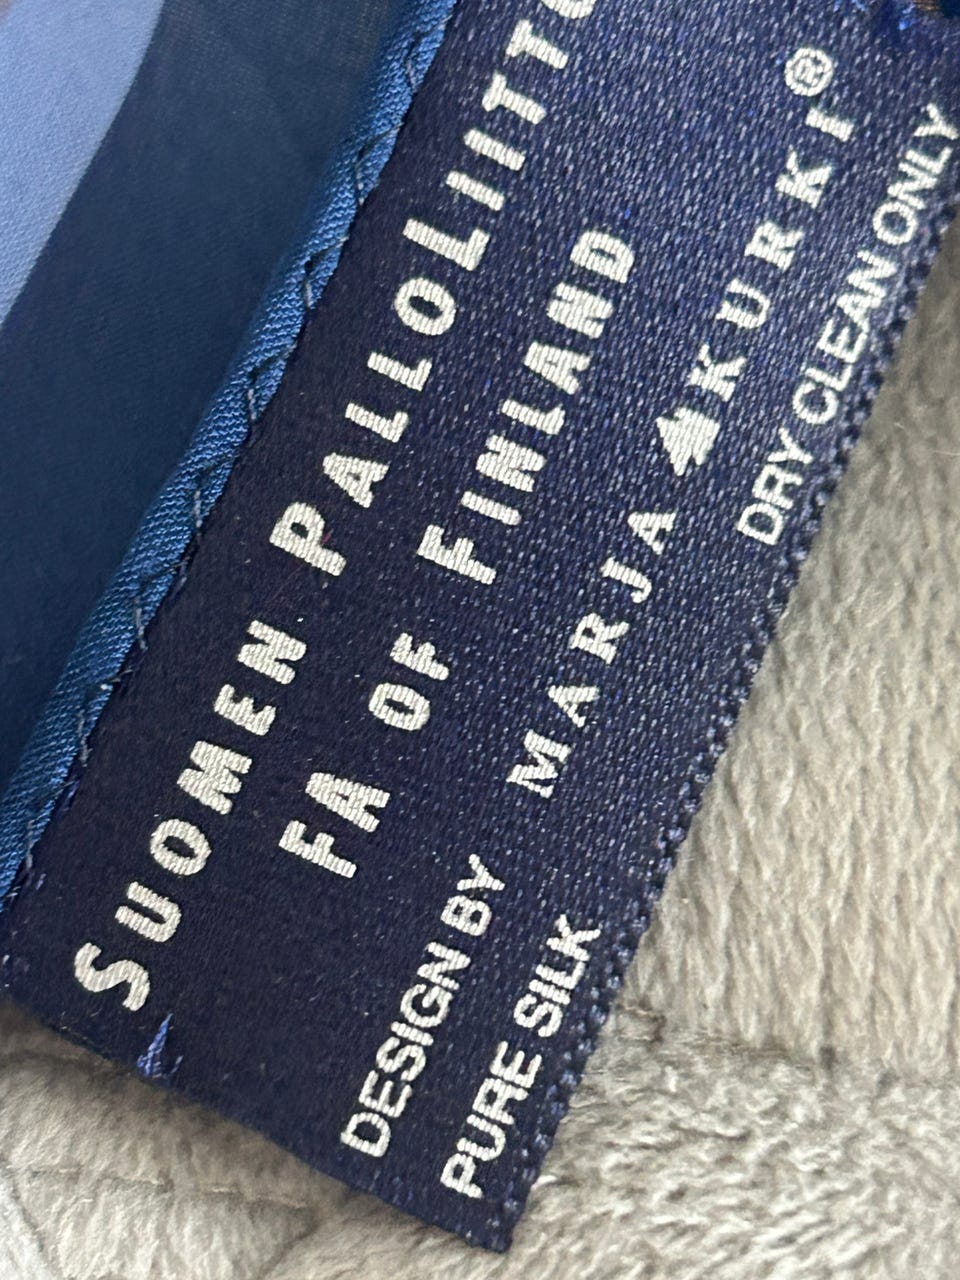 SUOMEN PALLOLIITTO
FA OF FINLAND
DESIGN BY MARJA KURKI®
PURE SILK DRY CLEAN ONLY